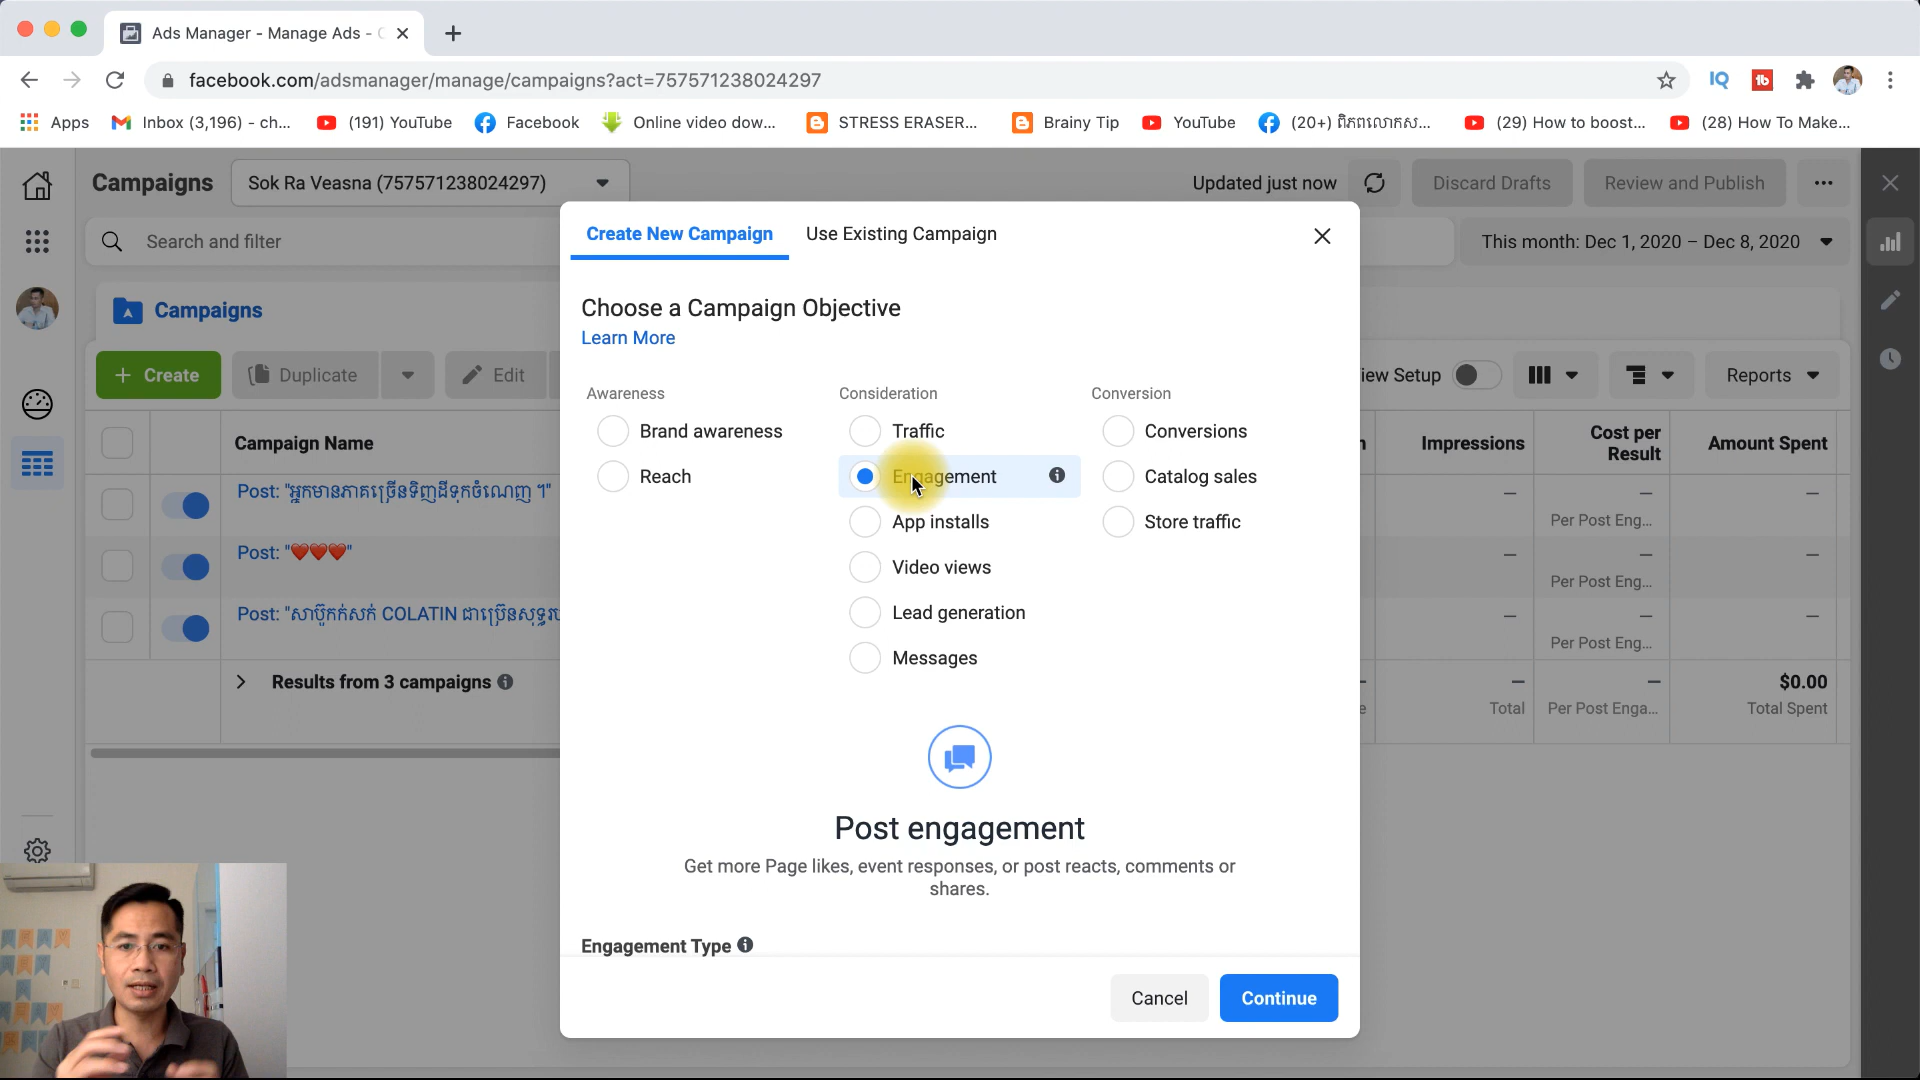 Ads Manager - Manage Ads - C
facebook.com/adsmanager/manage/campaigns?act=757571238024297
Apps
Inbox (3,196) - ch...
(191) YouTube
Facebook
Online video dow...
STRESS ERASER...
Brainy Tip
YouTube
(20+) ពិភពលោកស...
(29) How to boost...
(28) How To Make...
Campaigns
Sok Ra Veasna (757571238024297)
Updated just now
Discard Drafts
Review and Publish
Search and filter
This month: Dec 1, 2020 – Dec 8, 2020
Campaigns
+ Create
Duplicate
Edit
iew Setup
Reports
Campaign Name
Impressions
Cost per
Result
Amount Spent
Post: "អ្នកមានភាគច្រើនទិញដីទុកចំណេញ ។"
Per Post Eng...
Post: "❤️❤️❤️"
Per Post Eng...
Post: "សាប៊ូកក់សក់ COLATIN ជាប្រ៊េនសុទ្ធ
Per Post Eng...
Results from 3 campaigns
$0.00
Total
Per Post Enga...
Total Spent
Create New Campaign
Use Existing Campaign
Choose a Campaign Objective
Learn More
Awareness
Brand awareness
Reach
Consideration
Traffic
Engagement
App installs
Video views
Lead generation
Messages
Conversion
Conversions
Catalog sales
Store traffic
Post engagement
Get more Page likes, event responses, or post reacts, comments or
shares.
Engagement Type
Cancel
Continue